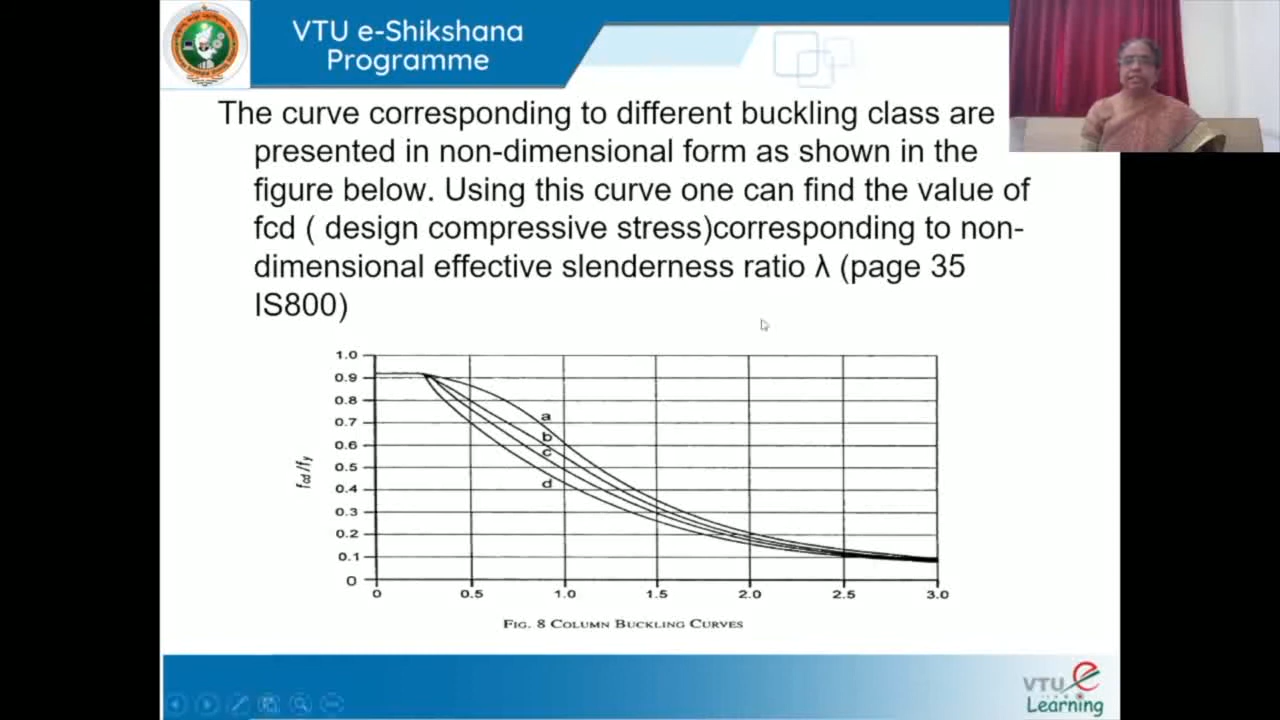 VTU e-Shikshana
Programme
The curve corresponding to different buckling class are
presented in non-dimensional form as shown in the
figure below. Using this curve one can find the value of
fcd ( design compressive stress)corresponding to non-
dimensional effective slenderness ratio λ (page 35
IS800)
1.0
0.9
0.8
0.7
0.6
0.5
0.4
0.3
0.2
0.1
0
fcd/fy
a
b
c
d
0 0.5 1.0 1.5 2.0 2.5 3.0
FIG. 8 COLUMN BUCKLING CURVES
VTU e
Learning